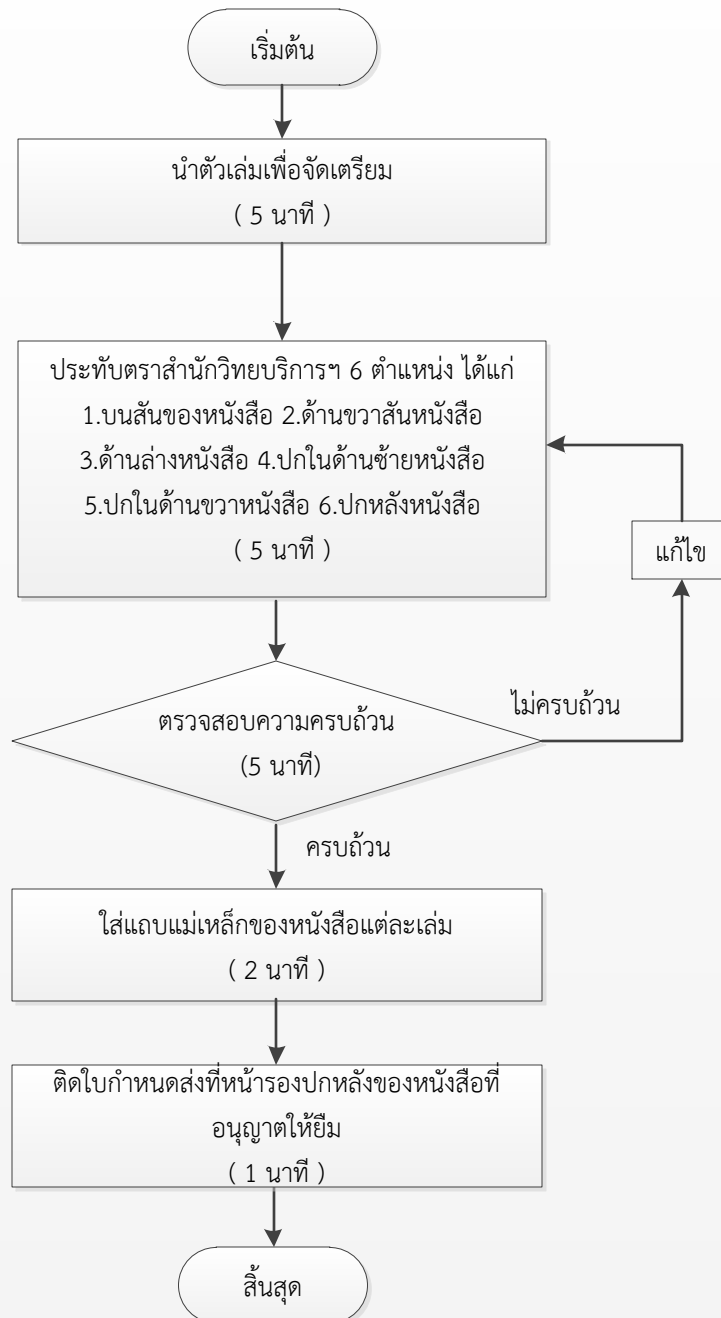 เริ่มต้น
นำตัวเล่มเพื่อจัดเตรียม
( 5 นาที )
ประทับตราสำนักวิทยบริการฯ 6 ตำแหน่ง ได้แก่
1.บนสันของหนังสือ 2.ด้านขวาสันหนังสือ
3.ด้านล่างหนังสือ 4.ปกในด้านซ้ายหนังสือ
5.ปกในด้านขวาหนังสือ 6.ปกหลังหนังสือ
( 5 นาที )
แก้ไข
ไม่ครบถ้วน
ตรวจสอบความครบถ้วน
(5 นาที)
ครบถ้วน
ใส่แถบแม่เหล็กของหนังสือแต่ละเล่ม
( 2 นาที )
ติดใบกำหนดส่งที่หน้ารองปกหลังของหนังสือที่
อนุญาตให้ยืม
( 1 นาที )
สิ้นสุด